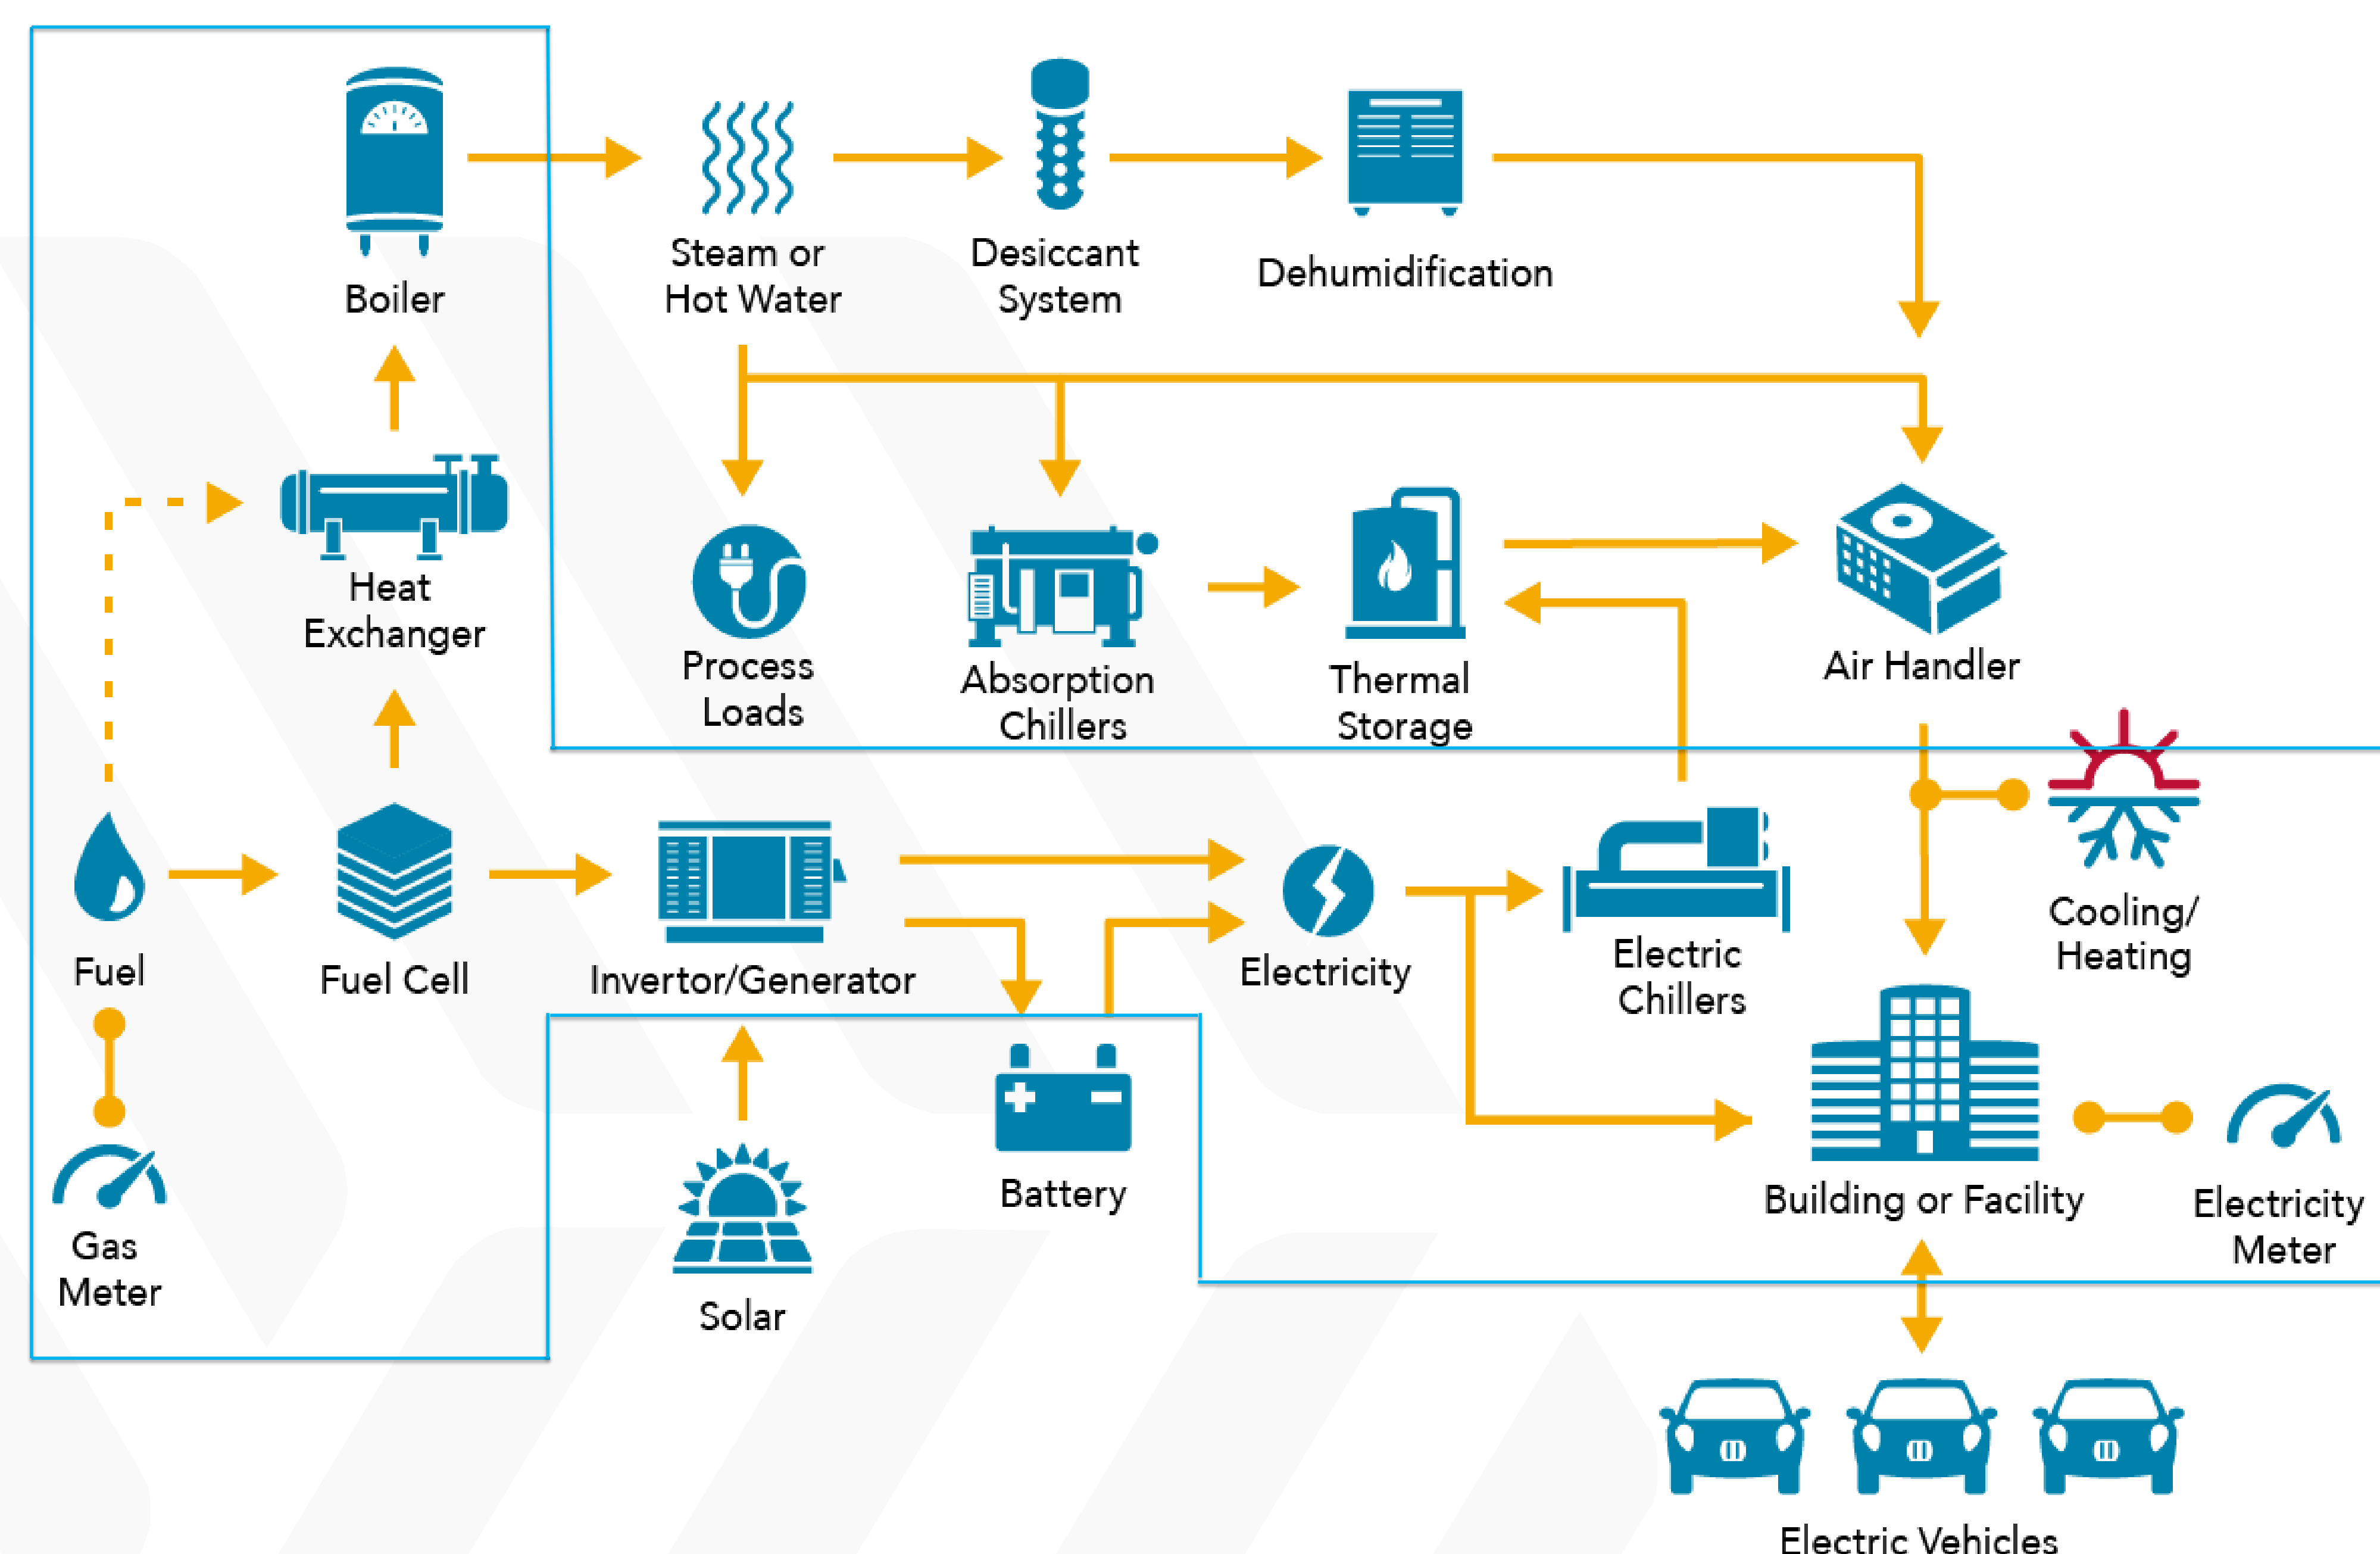 Boiler
Steam or
Hot Water
Desiccant
System
Dehumidification
Heat
Exchanger
Process
Loads
Absorption
Chillers
Thermal
Storage
Air Handler
Fuel
Fuel Cell
Invertor/Generator
Electricity
Electric
Chillers
Cooling/
Heating
Gas
Meter
Solar
Battery
Building or Facility
Electricity
Meter
Electric Vehicles